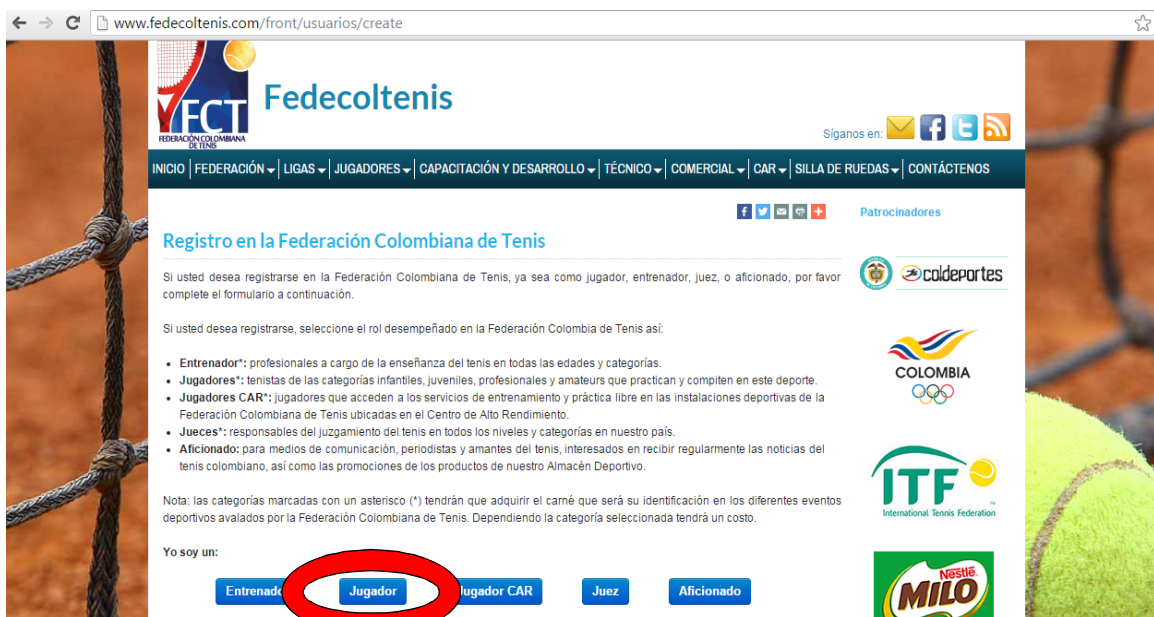 www.fedecoltenis.com/front/usuarios/create
FCT
FEDERACIÓN COLOMBIANA
DE TENIS
Fedecoltenis
Síganos en:
INICIO FEDERACIÓN LIGAS JUGADORES CAPACITACIÓN Y DESARROLLO TÉCNICO COMERCIAL CAR SILLA DE RUEDAS CONTÁCTENOS
Patrocinadores
Registro en la Federación Colombiana de Tenis
Si usted desea registrarse en la Federación Colombiana de Tenis, ya sea como jugador, entrenador, juez, o aficionado, por favor
complete el formulario a continuación.
Si usted desea registrarse, seleccione el rol desempeñado en la Federación Colombia de Tenis así:
Entrenador*: profesionales a cargo de la enseñanza del tenis en todas las edades y categorías.
Jugadores*: tenistas de las categorías infantiles, juveniles, profesionales y amateurs que practican y compiten en este deporte.
Jugadores CAR*: jugadores que acceden a los servicios de entrenamiento y práctica libre en las instalaciones deportivas de la
Federación Colombiana de Tenis ubicadas en el Centro de Alto Rendimiento.
Jueces*: responsables del juzgamiento del tenis en todos los niveles y categorías en nuestro país.
Aficionado: para medios de comunicación, periodistas y amantes del tenis, interesados en recibir regularmente las noticias del
tenis colombiano, así como las promociones de los productos de nuestro Almacén Deportivo.
Nota: las categorías marcadas con un asterisco (*) tendrán que adquirir el carné que será su identificación en los diferentes eventos
deportivos avalados por la Federación Colombiana de Tenis. Dependiendo la categoría seleccionada tendrá un costo.
Yo soy un:
Entrenado Jugador ugador CAR Juez Aficionado
coldeportes
COLOMBIA
ITF
International Tennis Federation
Nestlé
MILO